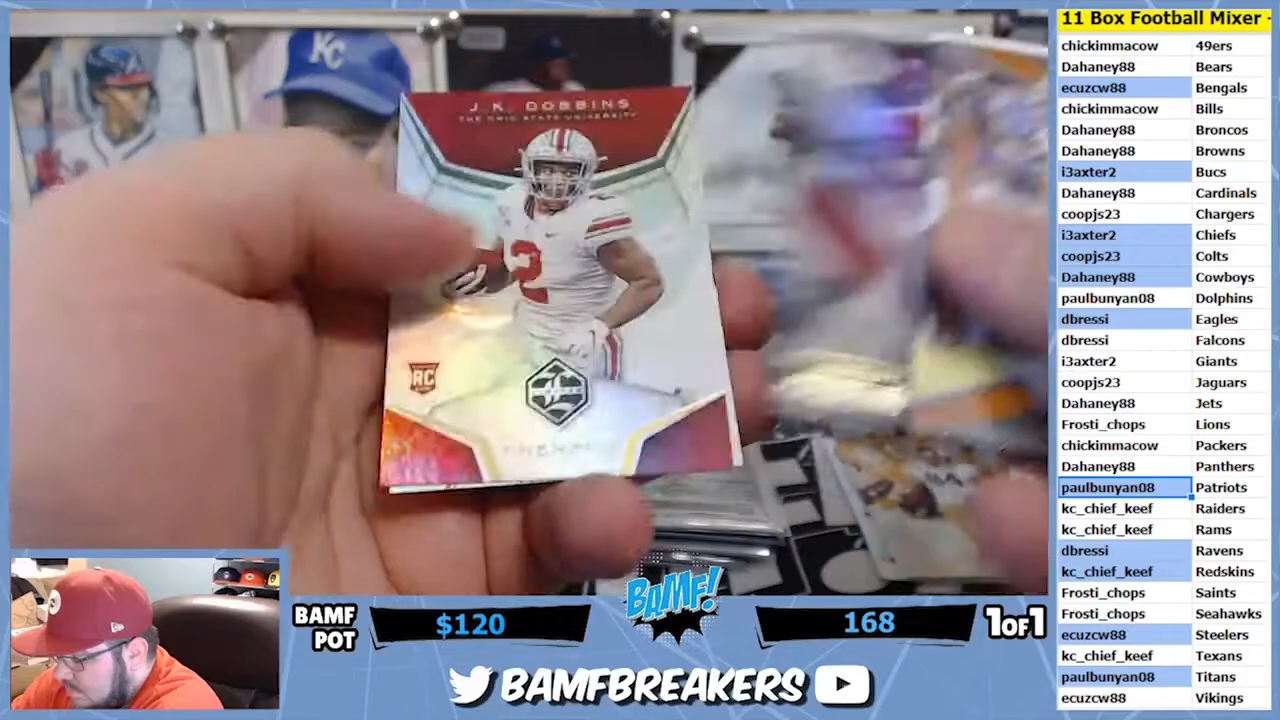 11 Box Football Mixer -
chickimmacow 49ers
Dahaney88 Bears
ecuzcw88 Bengals
chickimmacow Bills
Dahaney88 Broncos
Dahaney88 Browns
i3axter2 Bucs
Dahaney88 Cardinals
coopjs23 Chargers
i3axter2 Chiefs
coopjs23 Colts
Dahaney88 Cowboys
paulbunyan08 Dolphins
dbressi Eagles
dbressi Falcons
i3axter2 Giants
coopjs23 Jaguars
Dahaney88 Jets
Frosti_chops Lions
chickimmacow Packers
Dahaney88 Panthers
paulbunyan08 Patriots
kc_chief_keef Raiders
kc_chief_keef Rams
dbressi Ravens
kc_chief_keef Redskins
Frosti_chops Saints
Frosti_chops Seahawks
ecuzcw88 Steelers
kc_chief_keef Texans
paulbunyan08 Titans
ecuzcw88 Vikings
KC
J.K. DOBBINS
THE OHIO STATE UNIVERSITY
2
RC
BAMF POT
$120
BAMF!
168
1OF1
BAMFBREAKERS